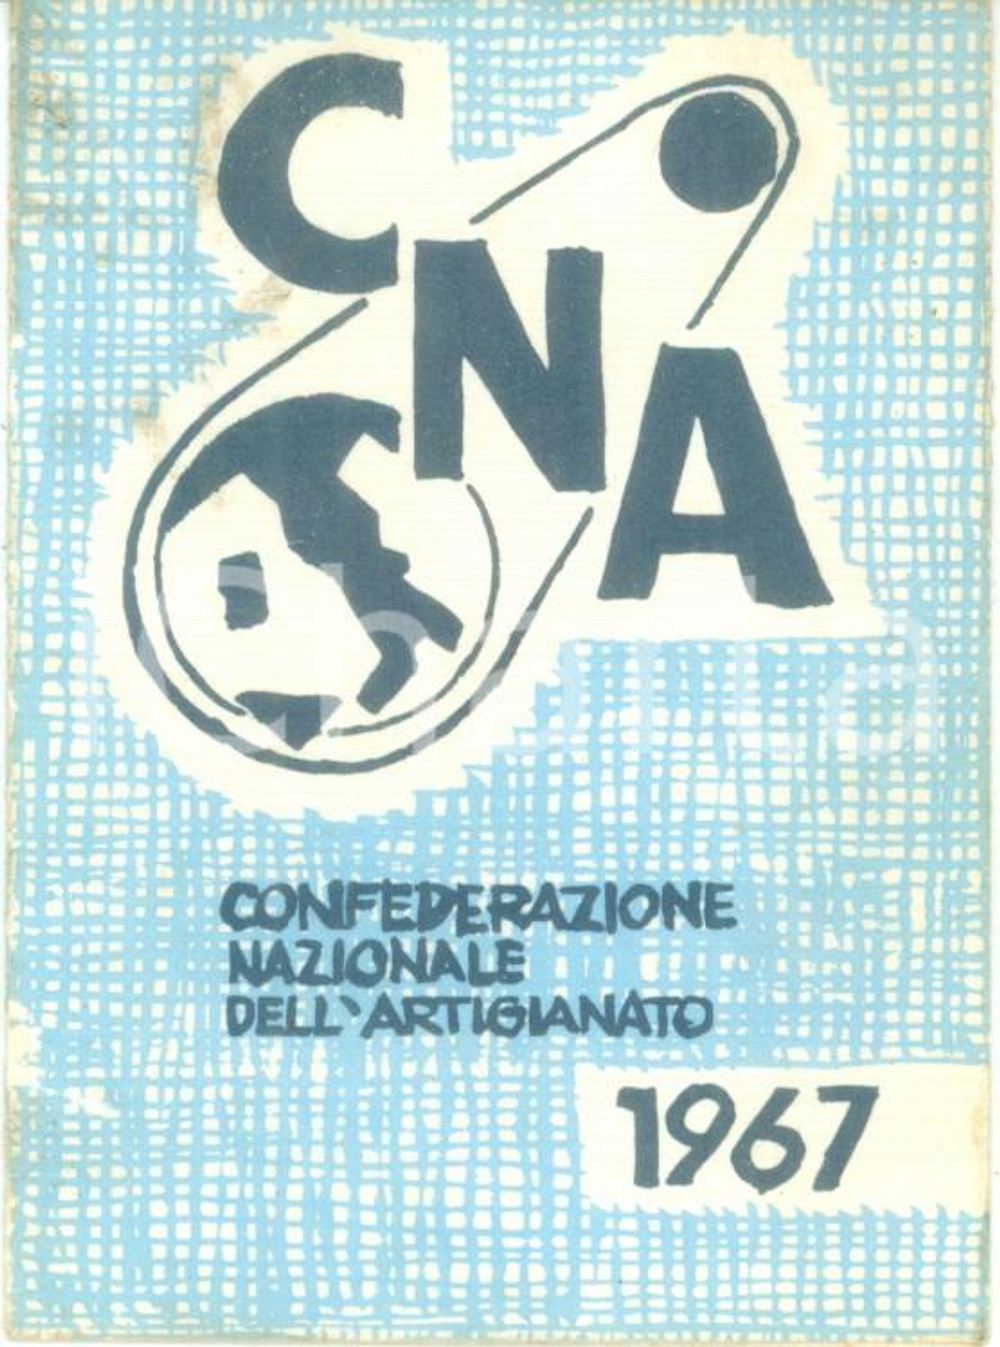 CNA
CONFEDERAZIONE
NAZIONALE
DELL'ARTIGIANATO
1967